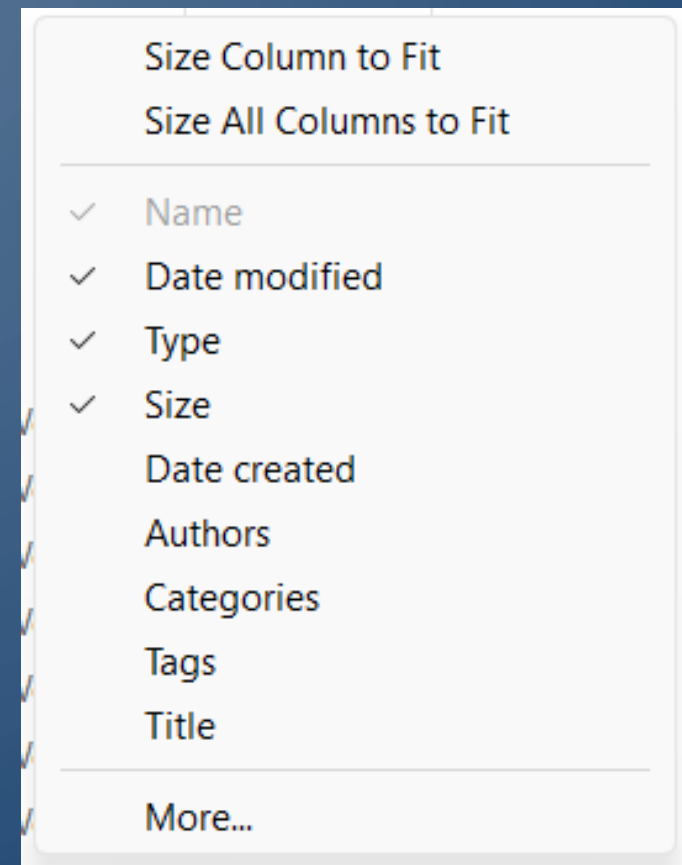 Size Column to Fit
Size All Columns to Fit
Name
Date modified
Type
Size
Date created
Authors
Categories
Tags
Title
More...